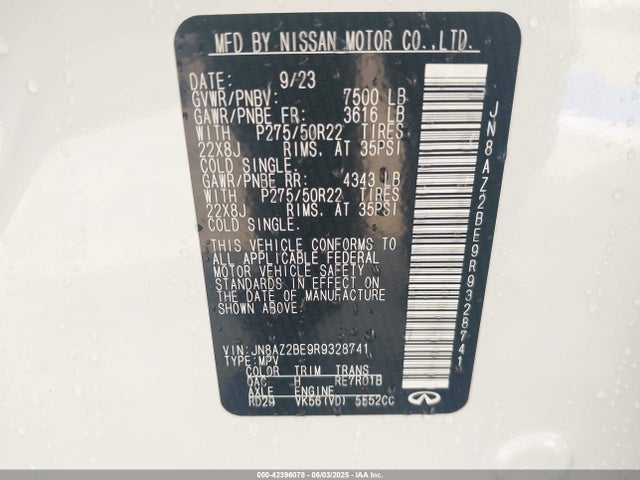 MFD BY NISSAN MOTOR CO.,LTD.
DATE: 9/23
GVWR/PNBV: 7500 LB
GAWR/PNBE FR: 3616 LB
WITH P275/50R22 TIRES
22X8J RIMS. AT 35PSI
COLD SINGLE.
GAWR/PNBE RR: 4343 LB
WITH P275/50R22 TIRES
22X8J RIMS. AT 35PSI
COLD SINGLE.
THIS VEHICLE CONFORMS TO
ALL APPLICABLE FEDERAL
MOTOR VEHICLE SAFETY
STANDARDS IN EFFECT ON
THE DATE OF MANUFACTURE
SHOWN ABOVE.
VIN: JN8AZ2BE9R9328741
TYPE: MPV
COLOR TRIM TRANS
QAC H RE7R01B
AXLE ENGINE
RD29 VK56(VD) 5552CC
JN8AZ2BE9R9328741
INFINITI
000-42396078 - 06/03/2025 - IAAI.COM